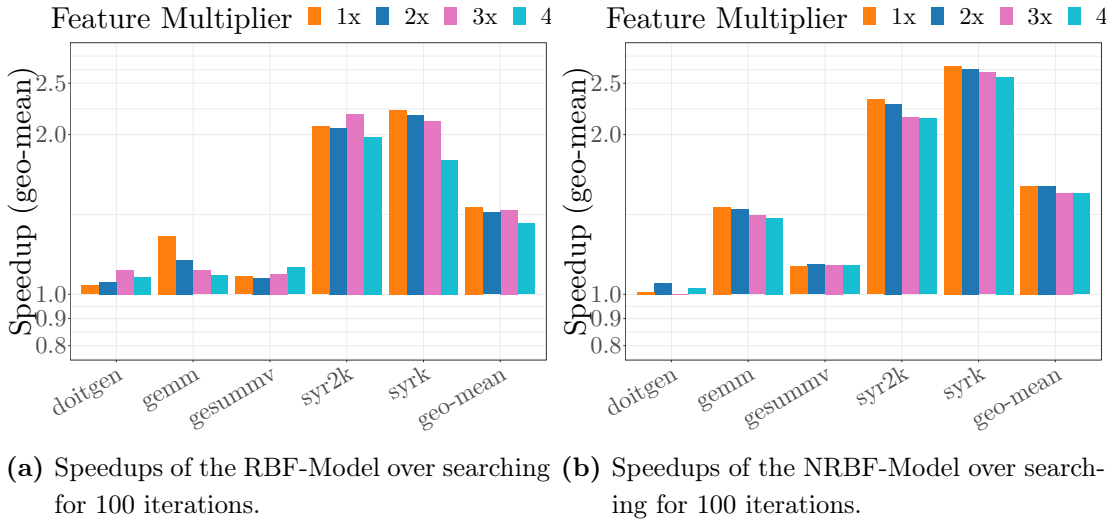 Feature Multiplier 1x 2x 3x 4
Speedup (geo-mean)
2.5
2.0
1.0
0.9
0.8
doitgen gemm gesummv syr2k syrk geo-mean
(a) Speedups of the RBF-Model over searching
for 100 iterations.
Feature Multiplier 1x 2x 3x 4
Speedup (geo-mean)
2.5
2.0
1.0
0.9
0.8
doitgen gemm gesummv syr2k syrk geo-mean
(b) Speedups of the NRBF-Model over search-
ing for 100 iterations.